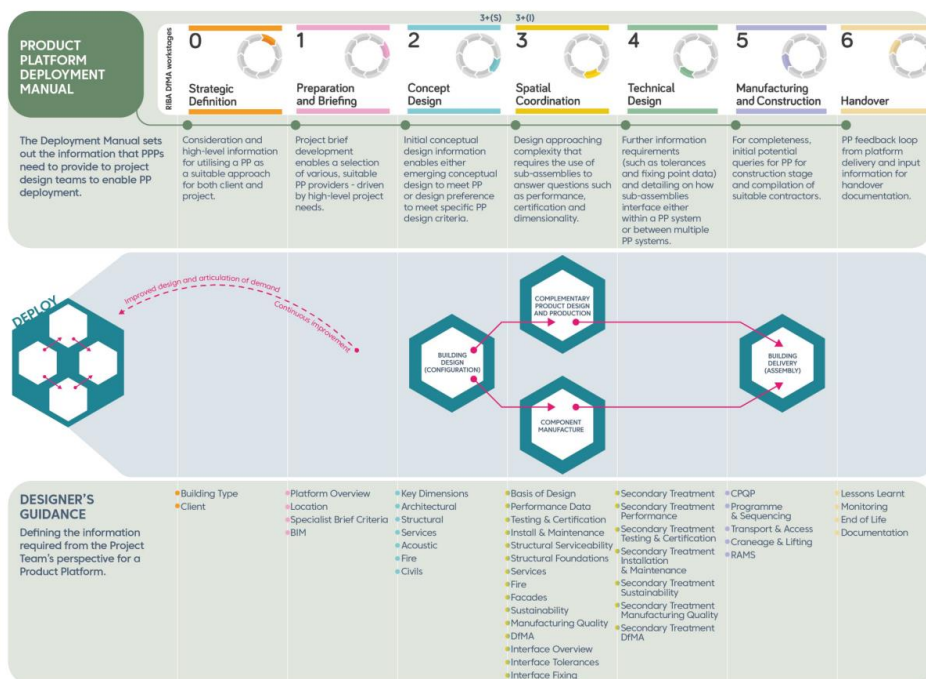 3+(S) 3+(I)
PRODUCT
PLATFORM
DEPLOYMENT
MANUAL
RIBA DfMA workstages
0
Strategic
Definition
1
Preparation
and Briefing
2
Concept
Design
3
Spatial
Coordination
4
Technical
Design
5
Manufacturing
and Construction
6
Handover
The Deployment Manual sets
out the information that PPPs
need to provide to project
design teams to enable PP
deployment.
Consideration and
high-level information
for utilising a PP as
a suitable approach
for both client and
project.
Project brief
development
enables a selection
of various, suitable
PP providers - driven
by high-level project
needs.
Initial conceptual
design information
enables either
emerging conceptual
design to meet PP
or design preference
to meet specific PP
design criteria.
Design approaching
complexity that
requires the use of
sub-assemblies to
answer questions such
as performance,
certification and
dimensionality.
Further information
requirements
(such as tolerances
and fixing point data)
and detailing on how
sub-assemblies
interface either
within a PP system
or between multiple
PP systems.
For completeness,
initial potential
queries for PP for
construction stage
and compilation of
suitable contractors.
PP feedback loop
from platform
delivery and input
information for
handover
documentation.
DEPLOY
Improved design and articulation of demand
Continuous improvement
BUILDING
DESIGN
(CONFIGURATION)
COMPLEMENTARY
PRODUCT DESIGN
AND PRODUCTION
COMPONENT
MANUFACTURE
BUILDING
DELIVERY
(ASSEMBLY)
DESIGNER'S
GUIDANCE
Defining the information
required from the Project
Team's perspective for a
Product Platform.
Building Type
Client
Platform Overview
Location
Specialist Brief Criteria
BIM
Key Dimensions
Architectural
Structural
Services
Acoustic
Fire
Civils
Basis of Design
Performance Data
Testing & Certification
Install & Maintenance
Structural Serviceability
Structural Foundations
Services
Fire
Facades
Sustainability
Manufacturing Quality
DfMA
Interface Overview
Interface Tolerances
Interface Fixing
Secondary Treatment
Secondary Treatment
Performance
Secondary Treatment
Testing & Certification
Secondary Treatment
Installation
& Maintenance
Secondary Treatment
Sustainability
Secondary Treatment
Manufacturing Quality
Secondary Treatment
DfMA
CPQP
Programme
& Sequencing
Transport & Access
Craneage & Lifting
RAMS
Lessons Learnt
Monitoring
End of Life
Documentation